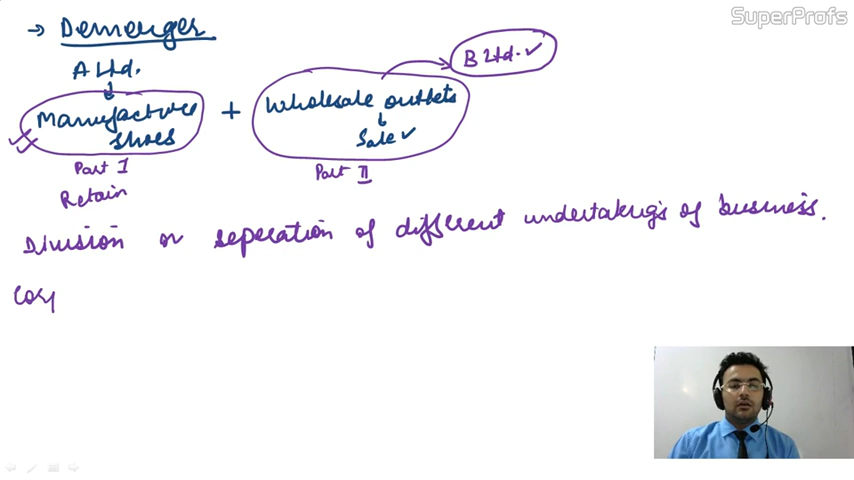 SuperProfs
→ Demerger
A Ltd.
B Ltd. ✓
Manufacture + Wholesale outlets
shoes
Sale ✓
Part I
Part II
Retain
Division or seperation of different undertakings of business.